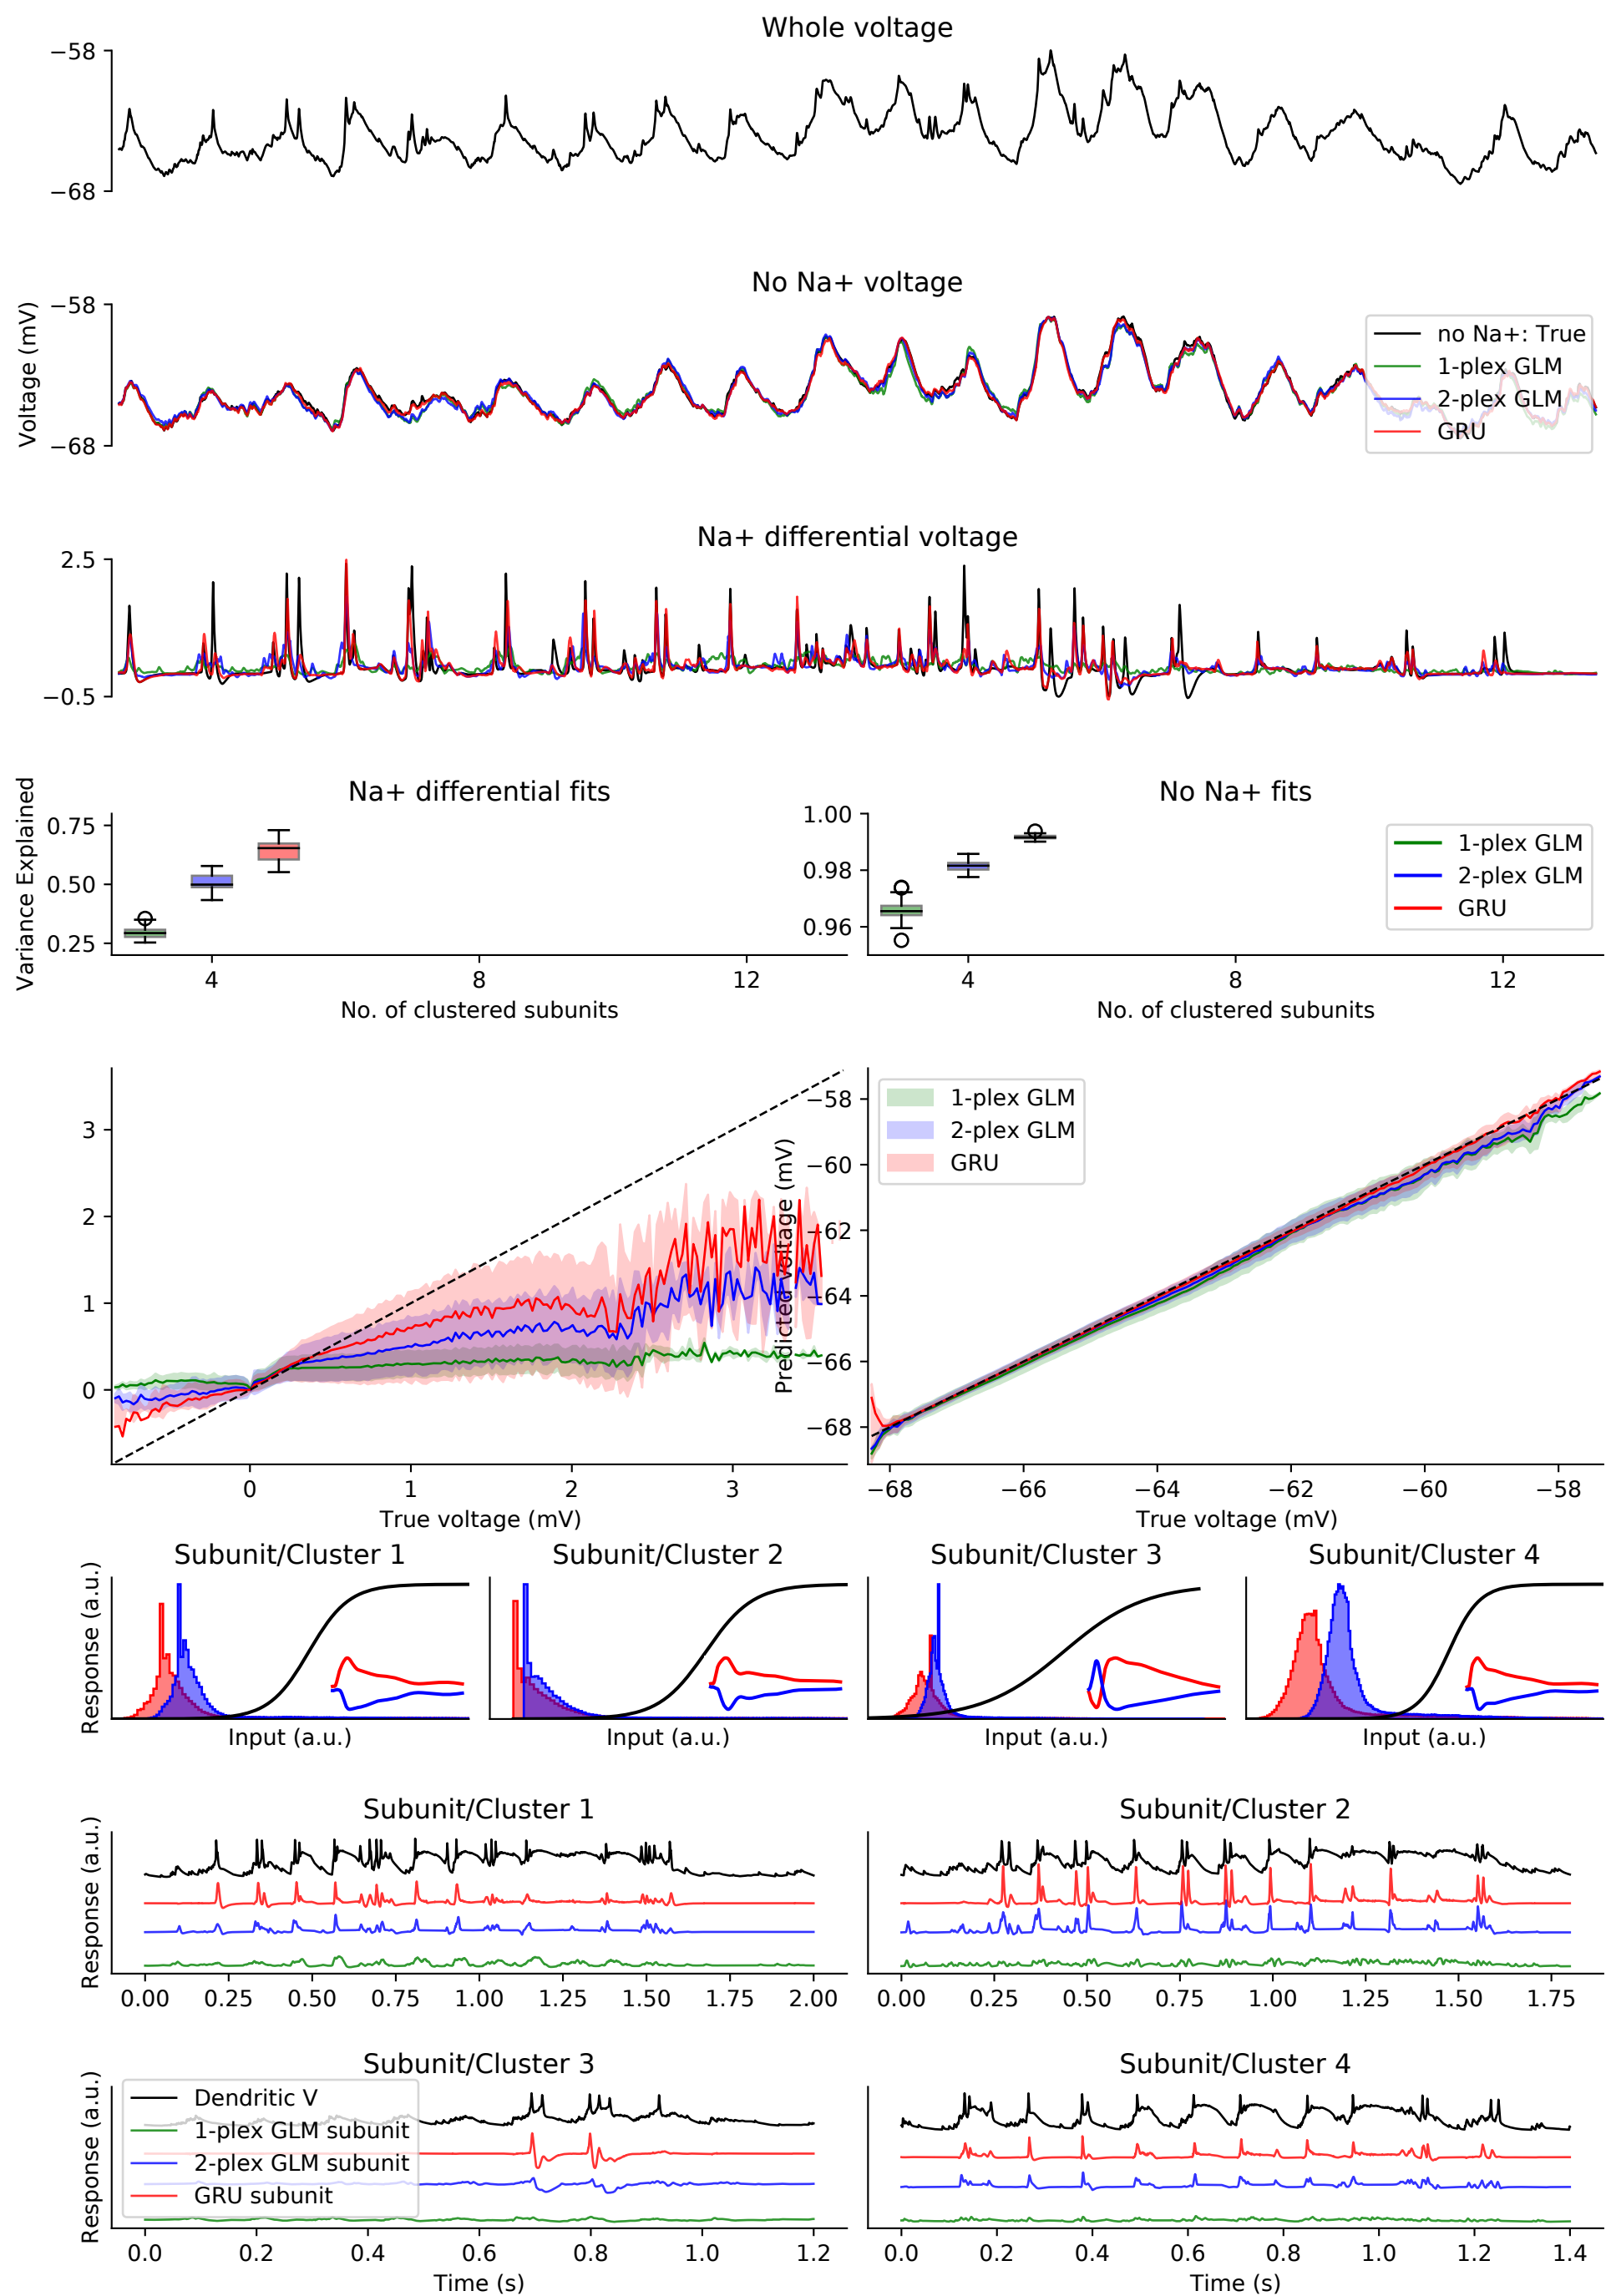 Whole voltage
−58
−68
No Na+ voltage
Voltage (mV)
−58
−68
no Na+: True
1-plex GLM
2-plex GLM
GRU
Na+ differential voltage
2.5
−0.5
Na+ differential fits
No Na+ fits
Variance Explained
0.75
0.50
0.25
4 8 12
No. of clustered subunits
1.00
0.98
0.96
1-plex GLM
2-plex GLM
GRU
4 8 12
No. of clustered subunits
3
2
1
0
0 1 2 3
True voltage (mV)
Predicted voltage (mV)
−58
−60
−62
−64
−66
−68
1-plex GLM
2-plex GLM
GRU
−68 −66 −64 −62 −60 −58
True voltage (mV)
Subunit/Cluster 1
Subunit/Cluster 2
Subunit/Cluster 3
Subunit/Cluster 4
Response (a.u.)
Input (a.u.)
Input (a.u.)
Input (a.u.)
Input (a.u.)
Subunit/Cluster 1
Subunit/Cluster 2
Response (a.u.)
0.00 0.25 0.50 0.75 1.00 1.25 1.50 1.75 2.00
0.00 0.25 0.50 0.75 1.00 1.25 1.50 1.75
Subunit/Cluster 3
Subunit/Cluster 4
Response (a.u.)
Dendritic V
1-plex GLM subunit
2-plex GLM subunit
GRU subunit
0.0 0.2 0.4 0.6 0.8 1.0 1.2
0.0 0.2 0.4 0.6 0.8 1.0 1.2 1.4
Time (s)
Time (s)